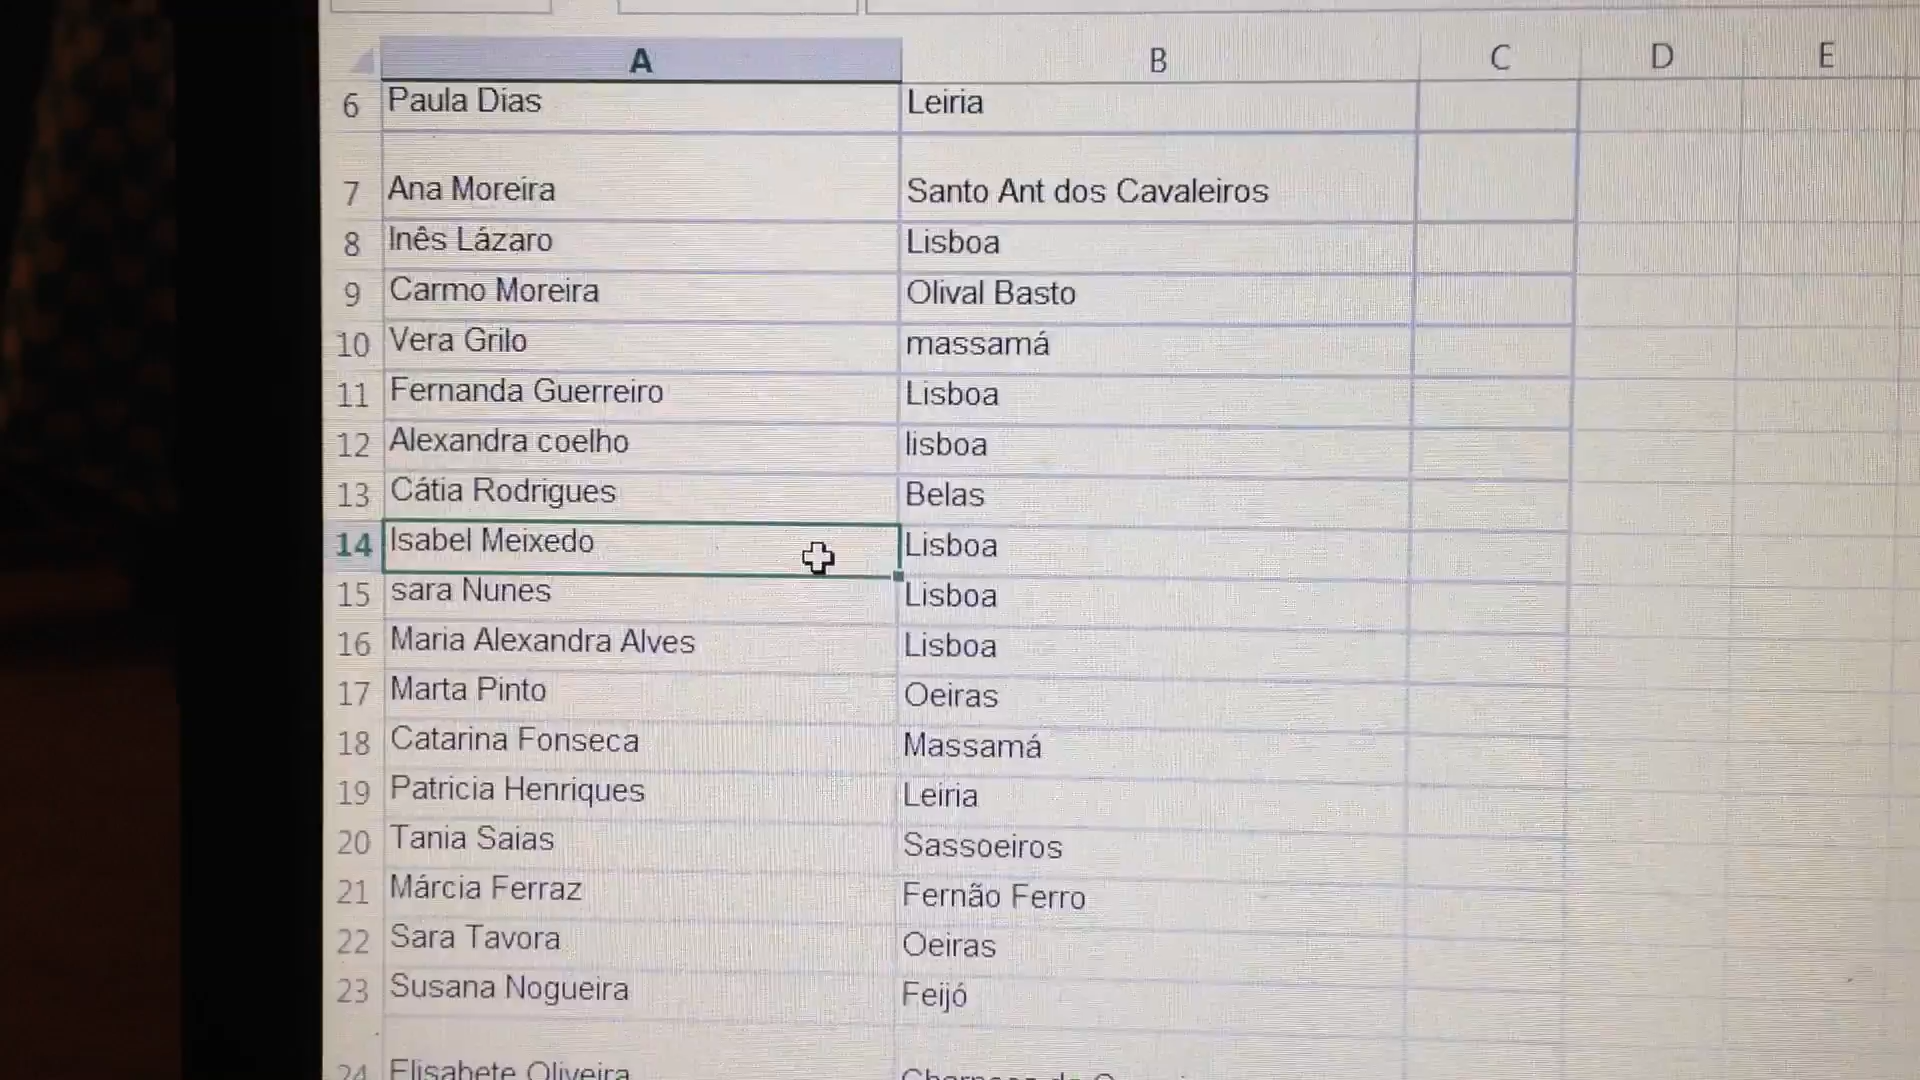 A B C D E
6 Paula Dias Leiria
7 Ana Moreira Santo Ant dos Cavaleiros
8 Inês Lázaro Lisboa
9 Carmo Moreira Olival Basto
10 Vera Grilo massamá
11 Fernanda Guerreiro Lisboa
12 Alexandra coelho lisboa
13 Cátia Rodrigues Belas
14 Isabel Meixedo Lisboa
15 sara Nunes Lisboa
16 Maria Alexandra Alves Lisboa
17 Marta Pinto Oeiras
18 Catarina Fonseca Massamá
19 Patricia Henriques Leiria
20 Tania Saias Sassoeiros
21 Márcia Ferraz Fernão Ferro
22 Sara Tavora Oeiras
23 Susana Nogueira Feijó
24 Elisabete Oliveira